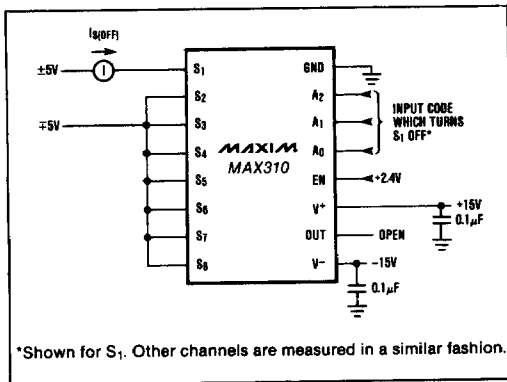 IS(OFF)
±5V
I
∓5V
S1
S2
S3
S4
S5
S6
S7
S8
MAXIM
MAX310
GND
A2
A1
A0
EN
V+
OUT
V−
INPUT CODE
WHICH TURNS
S1 OFF*
+2.4V
+15V
0.1µF
OPEN
−15V
0.1µF
*Shown for S1. Other channels are measured in a similar fashion.